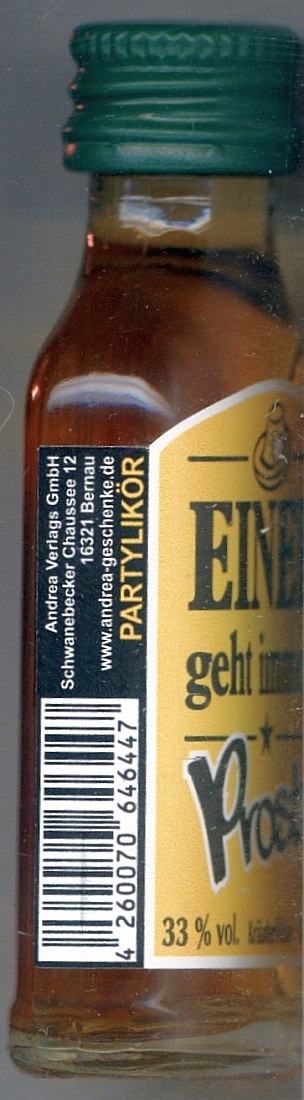 Andrea Verlags GmbH
Schwanebecker Chaussee 12
16321 Bernau
www.andrea-geschenke.de
PARTYLIKÖR
4 260070 646447
EINE
geht imm
Prost
33 % vol.